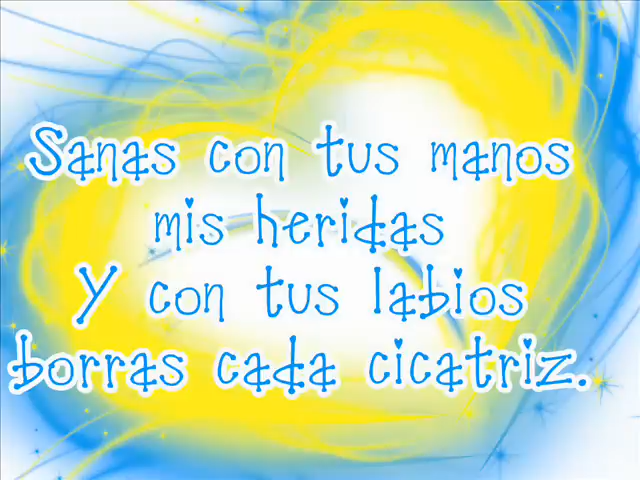 Sanas con tus manos
mis heridas
Y con tus labios
borras cada cicatriz.